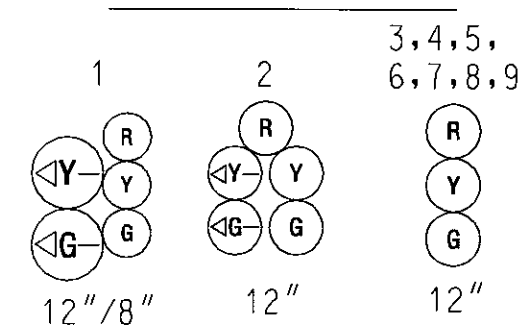 3,4,5,
1 2 6,7,8,9
R R R
Y Y Y Y Y
G G G G G
12"/8" 12" 12"